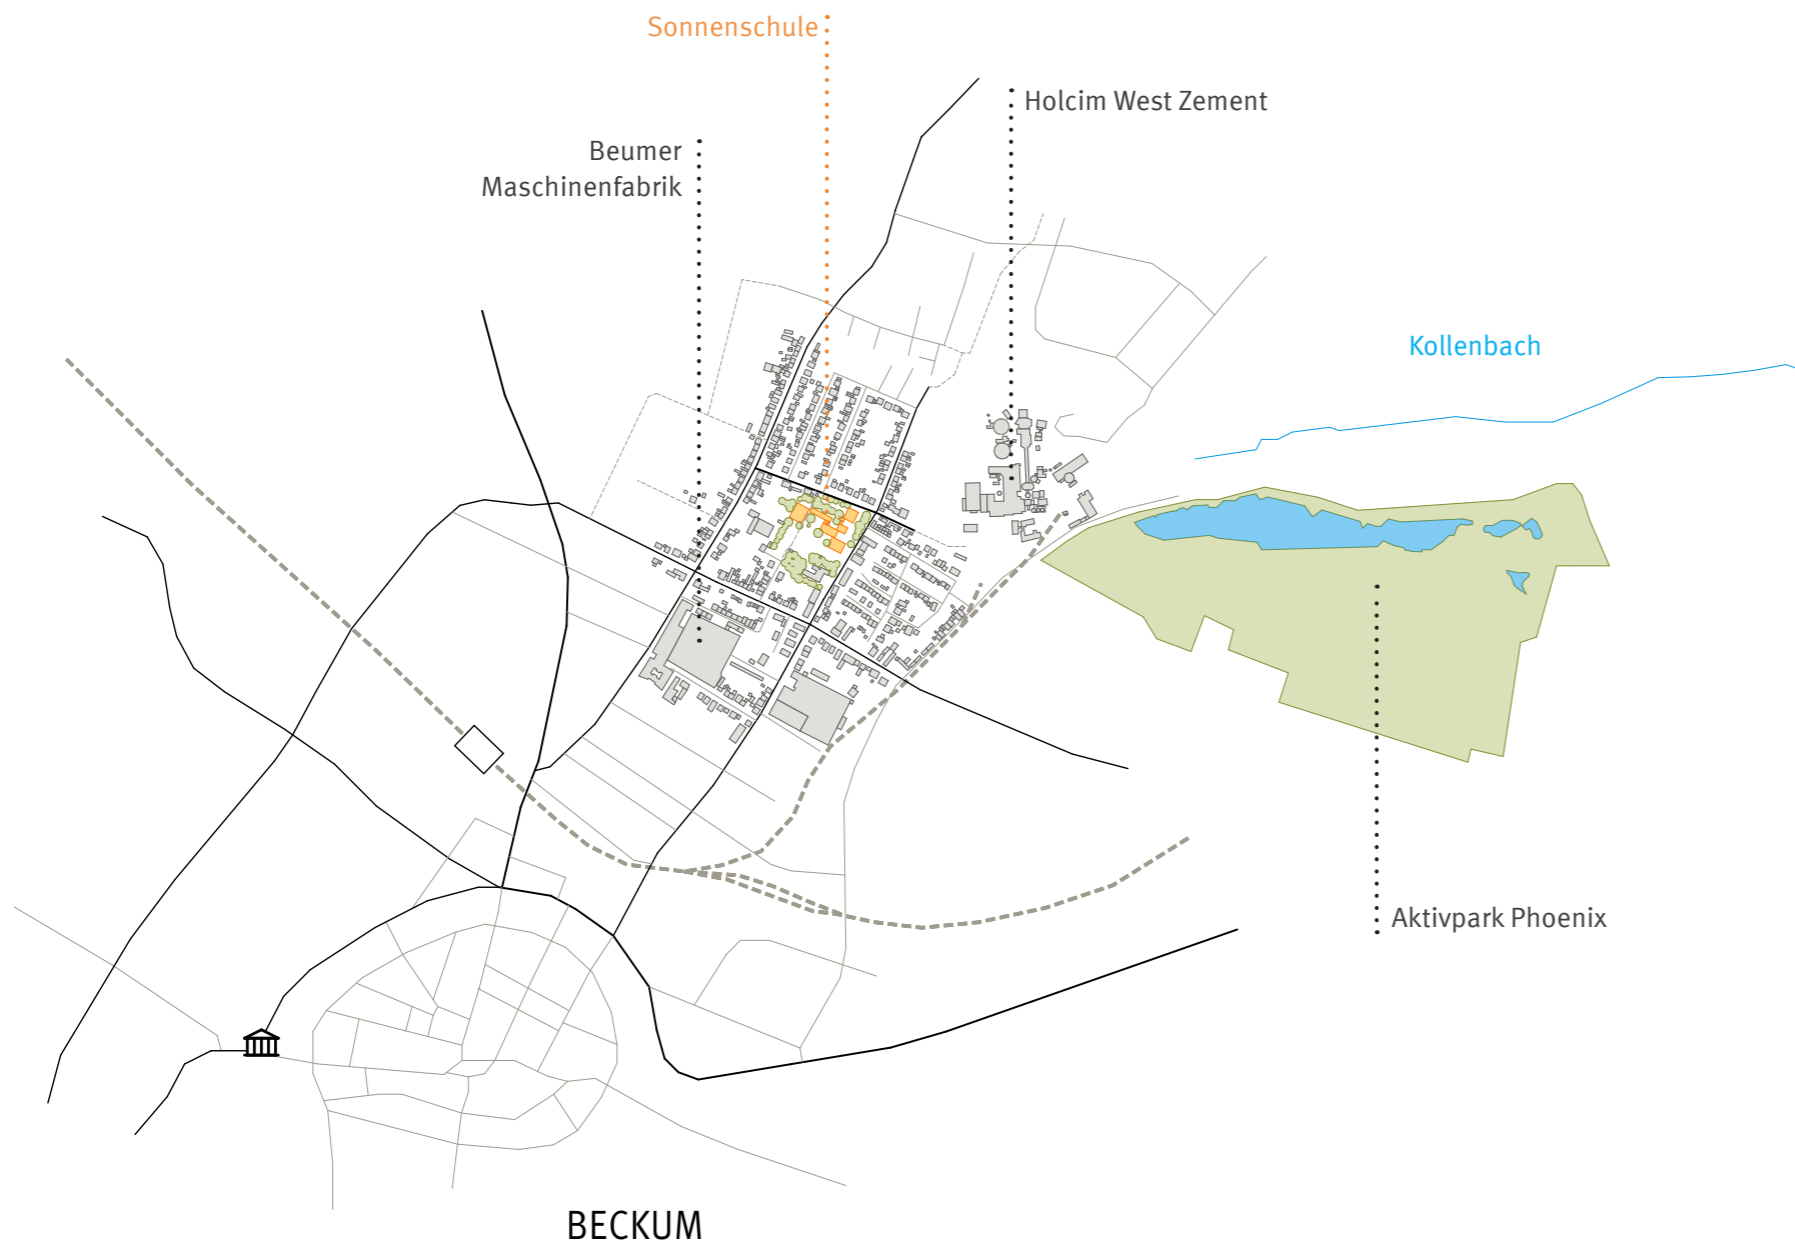 Sonnenschule
Holcim West Zement
Beumer
Maschinenfabrik
Kollenbach
Aktivpark Phoenix
BECKUM